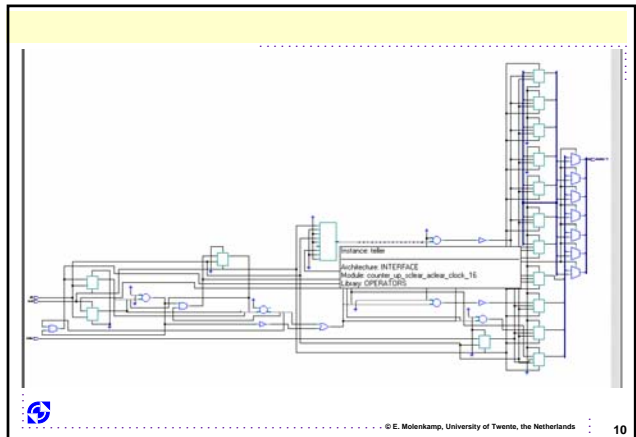 Instance: teller
Architecture: INTERFACE
Module: counter_up_sclear_aclear_clock_16
Library: OPERATORS
© E. Molenkamp, University of Twente, the Netherlands
10